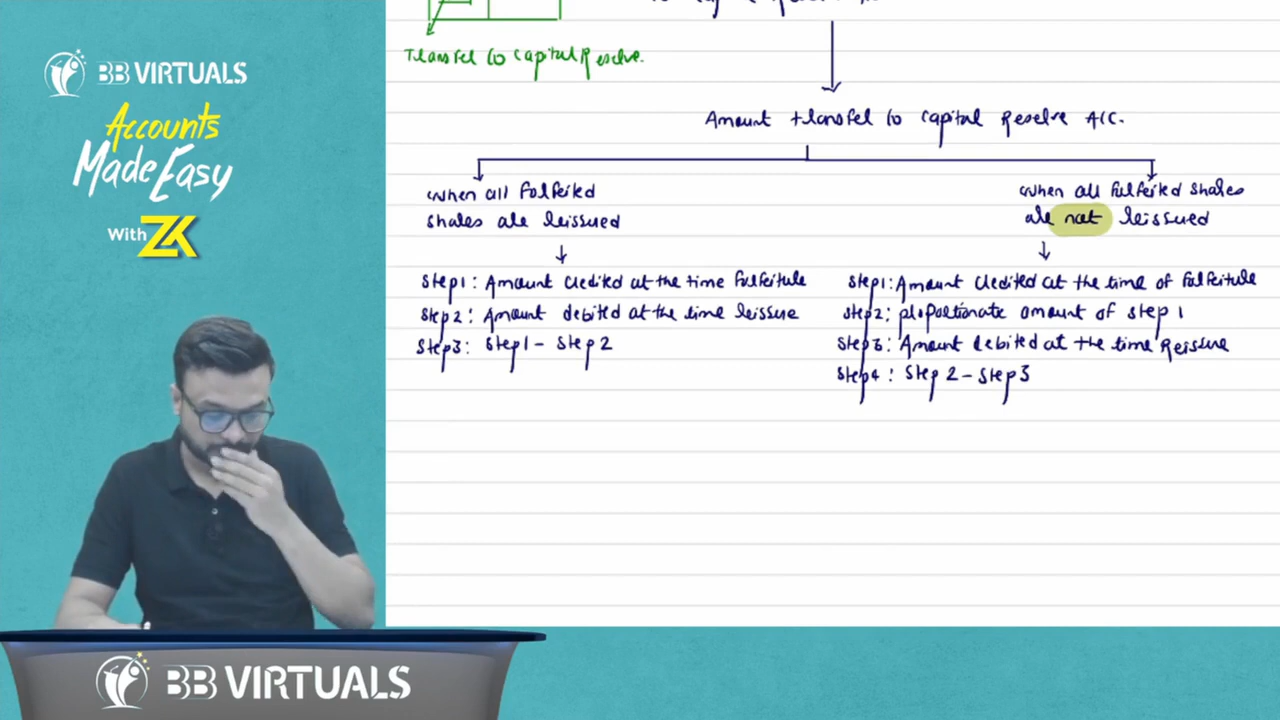 BB VIRTUALS
Accounts
Made Easy
With ZK
Transfer to Capital Reserve.
Amount transfer to Capital Reserve A/C.
When all forfeited
shares are reissued
When all forfeited shares
are not reissued
Step1: Amount credited at the time forfeiture
Step2: Amount debited at the time reissue
Step3: Step1 - Step2
Step1: Amount credited at the time of forfeiture
Step2: proportionate amount of step 1
Step3: Amount debited at the time Reissue
Step4: Step 2 - Step3
BB VIRTUALS